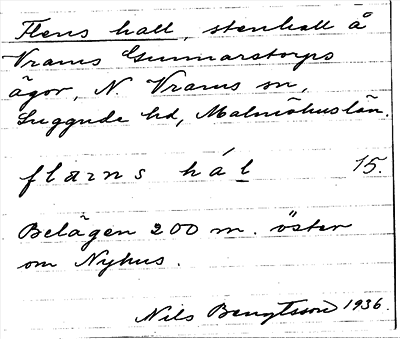 Flens hall, stenhall å
Vrams Gunnarstorps
ägor, N. Vrams sn,
Luggude hd, Malmöhus län.
flæns hál 15.
Belägen 200 m. öster
om Nyhus.
Nils Bengtsson 1936.